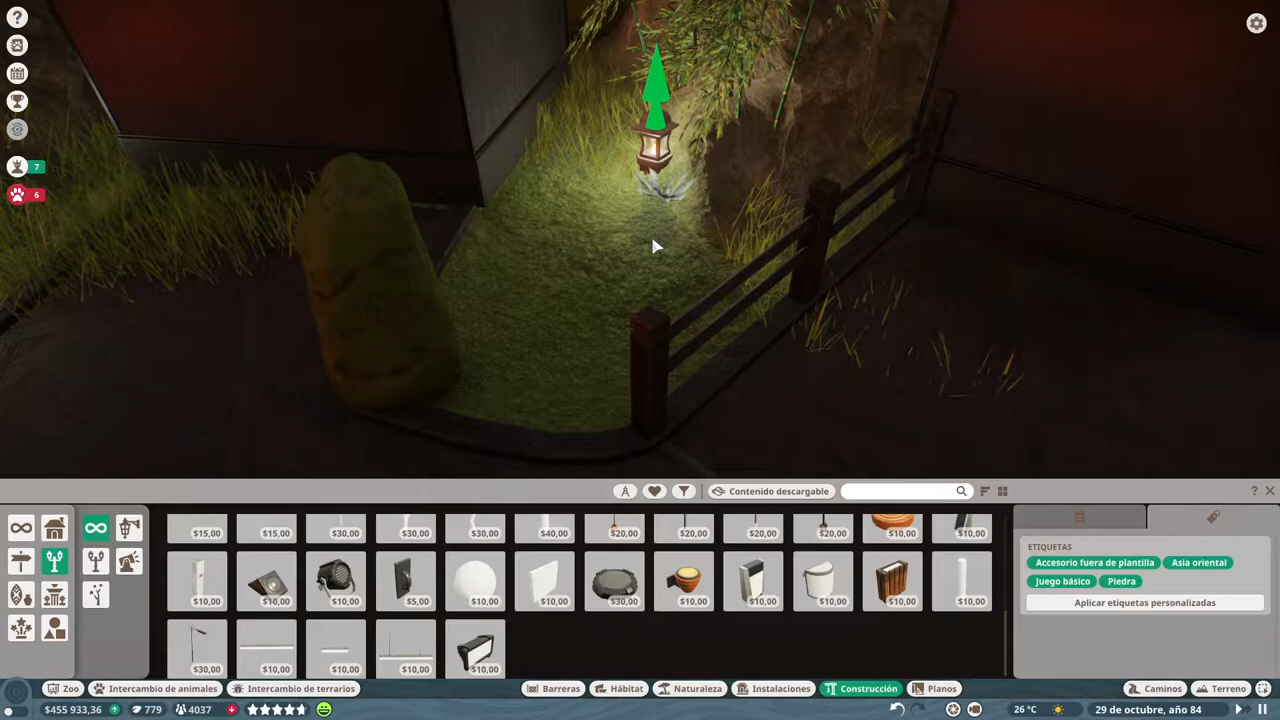 ?
7
6
Contenido descargable
? ×
$15,00 $15,00 $30,00 $30,00 $30,00 $40,00 $20,00 $20,00 $20,00 $20,00 $10,00 $10,00
$10,00 $10,00 $10,00 $5,00 $10,00 $10,00 $30,00 $10,00 $10,00 $10,00 $10,00 $10,00
$30,00 $10,00 $10,00 $10,00 $10,00
ETIQUETAS
Accesorio fuera de plantilla Asia oriental
Juego básico Piedra
Aplicar etiquetas personalizadas
Zoo Intercambio de animales Intercambio de terrarios Barreras Hábitat Naturaleza Instalaciones Construcción Planos Caminos Terreno
$455 933,36 779 4037 26 °C 29 de octubre, año 84